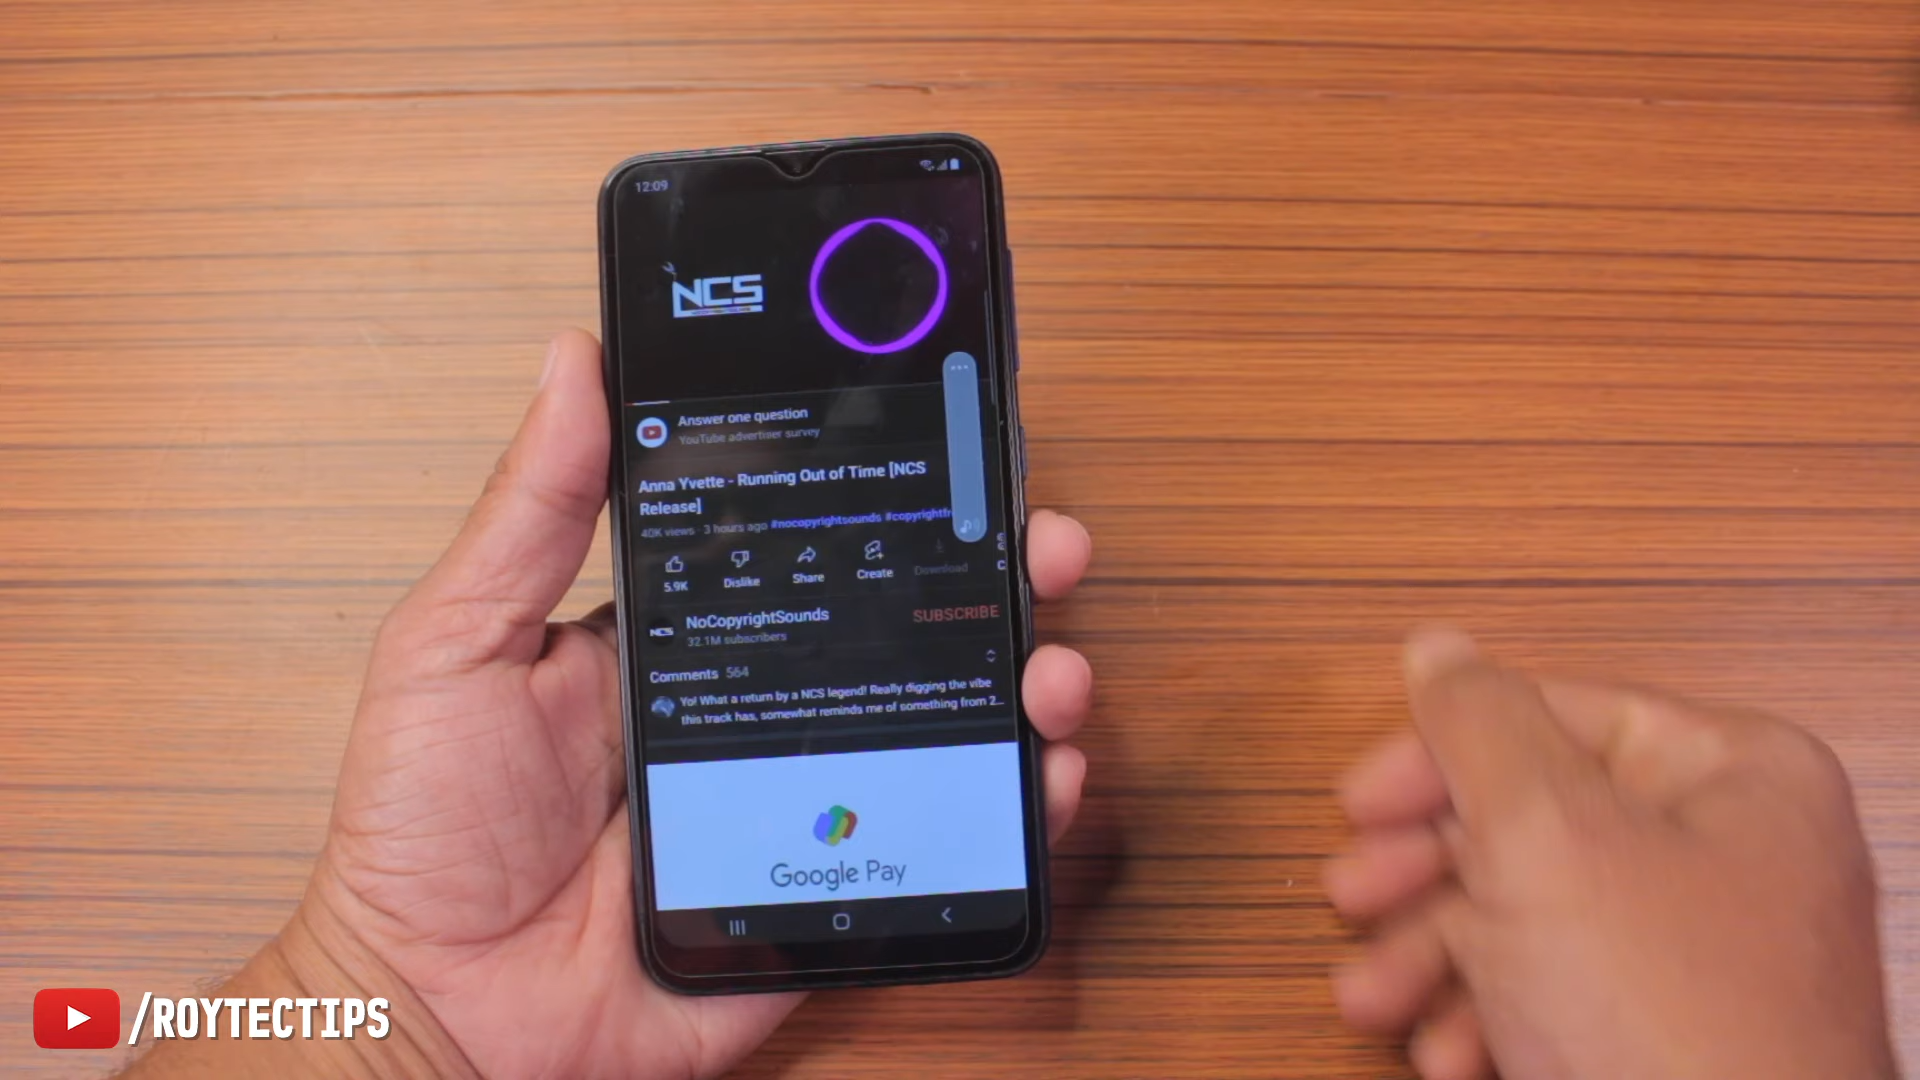 12:09
NCS
Answer one question
YouTube advertiser survey
Anna Yvette - Running Out of Time [NCS
Release]
40K views · 3 hours ago #nocopyrightsounds #copyrightfr
5.9K
Dislike
Share
Create
Download
C
NCS
NoCopyrightSounds
32.1M subscribers
SUBSCRIBE
Comments 564
Yo! What a return by a NCS legend! Really digging the vibe
this track has, somewhat reminds me of something from 2...
Google Pay
/ROYTECTIPS